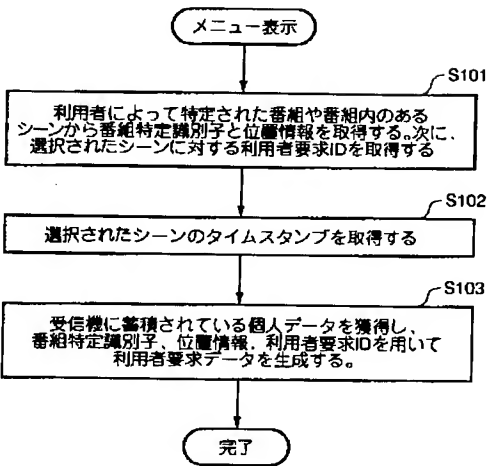 メニュー表示
S101
利用者によって特定された番組や番組内のある
シーンから番組特定識別子と位置情報を取得する。次に、
選択されたシーンに対する利用者要求IDを取得する
S102
選択されたシーンのタイムスタンプを取得する
S103
受信機に蓄積されている個人データを獲得し、
番組特定識別子、位置情報、利用者要求IDを用いて
利用者要求データを生成する。
完了